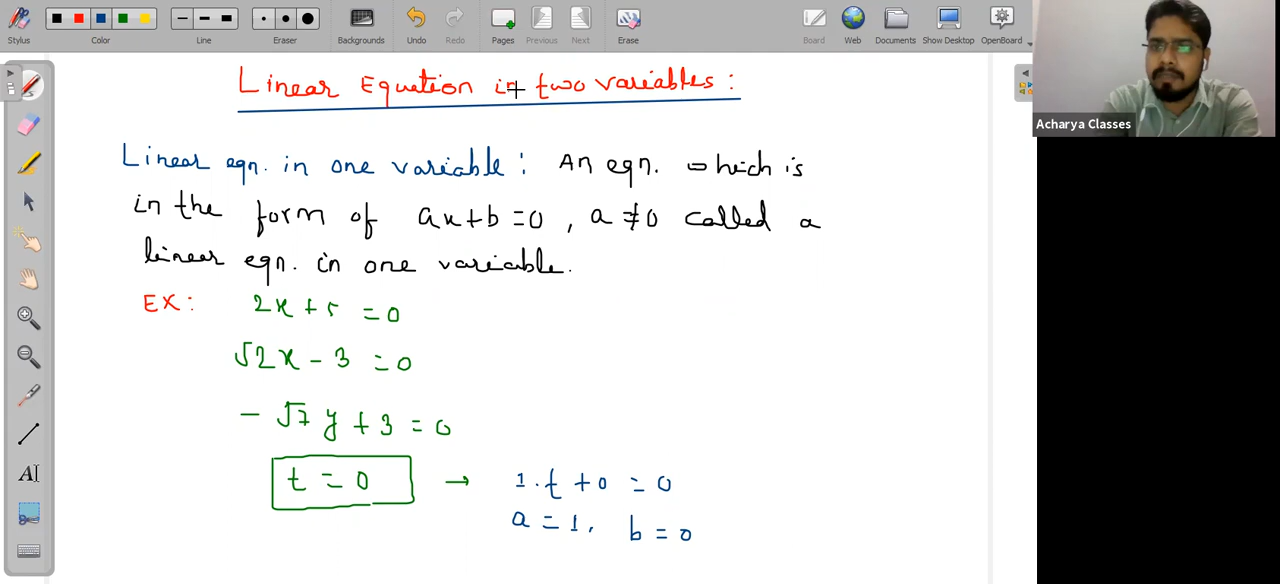 Stylus
Color
Line
Eraser
Backgrounds
Undo
Redo
Pages
Previous
Next
Erase
Board
Web
Documents
Show Desktop
OpenBoard
Acharya Classes
Linear Equetion in two variables:
Linear eqn. in one variable: An eqn. which is
in the form of ax+b=0, a≠0 called a
linear eqn. in one variable.
EX: 2x+5=0
√2x-3=0
-√7y+3=0
t=0 → 1.t+0=0
a=1, b=0
AI